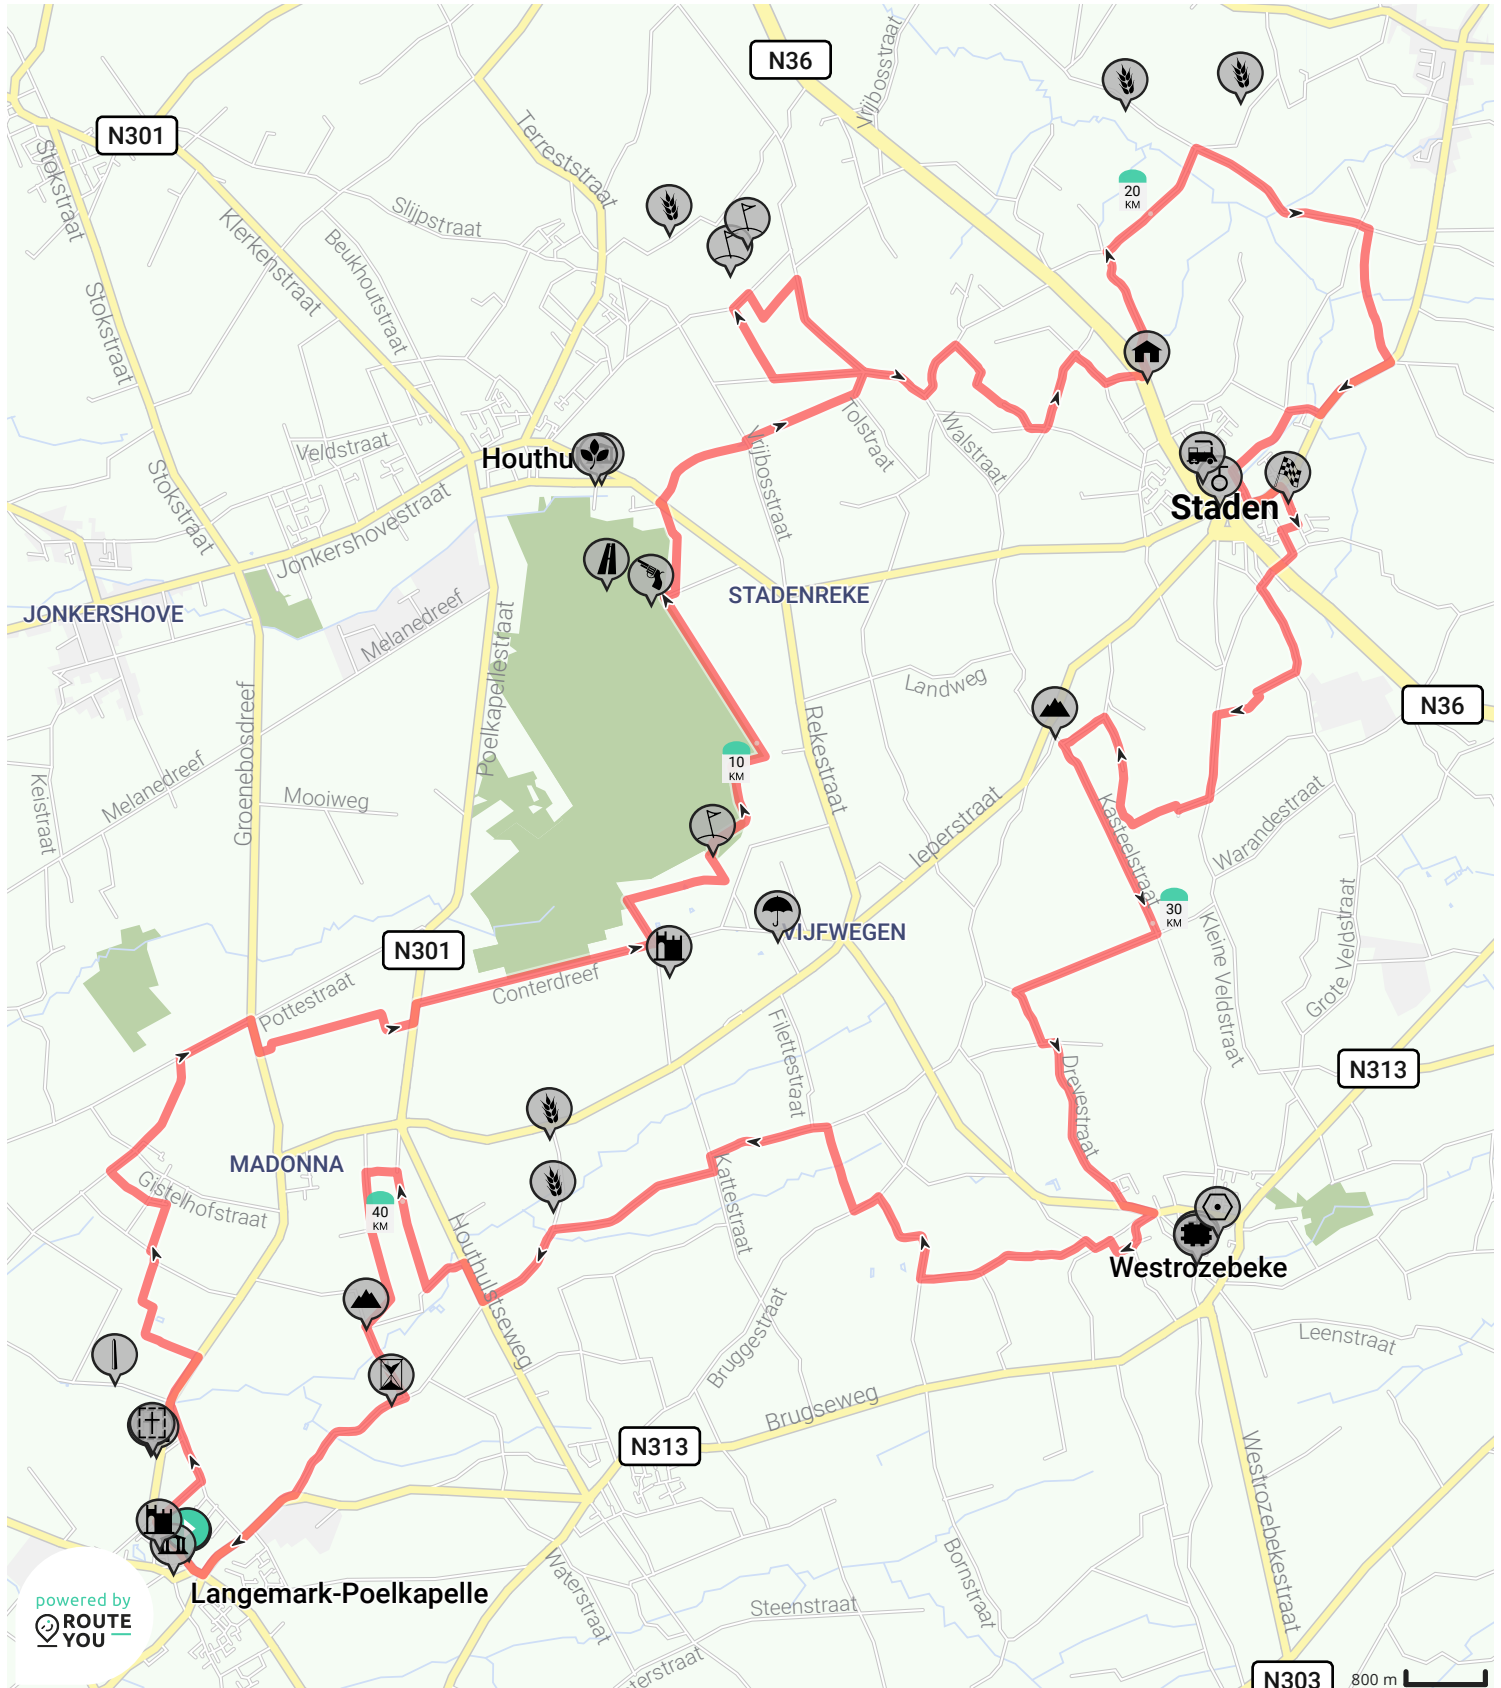 N36
Vrijbosstraat
N301
Stokstraat
Terreststraat
20
KM
Slijpstraat
Klerkenstraat
Beukhoutstraat
Stokstraat
Tolstraat
Walstraat
Vrijbosstraat
Veldstraat
Houthu
Stokstraat
Jonkershovestraat
Staden
JONKERSHOVE
Melanedreef
STADENREKE
Poelkapellestraat
Landweg
N36
Groenebosdreef
Rekestraat
10
KM
Melanedreef
Keistraat
Mooiweg
Ieperstraat
Kasteelstraat
Warandestraat
30
KM
VIJFWEGEN
Kleine Veldstraat
Grote Veldstraat
N301
Conterdreef
Pottestraat
Filettestraat
Drevestraat
N313
MADONNA
Gistelhofstraat
40
KM
Kattestraat
Houthulstseweg
Westrozebeke
Bruggestraat
Leenstraat
Brugseweg
N313
Westrozebekestraat
Waterstraat
Bornstraat
Langemark-Poelkapelle
Steenstraat
powered by
ROUTE
YOU
terstraat
N303
800 m